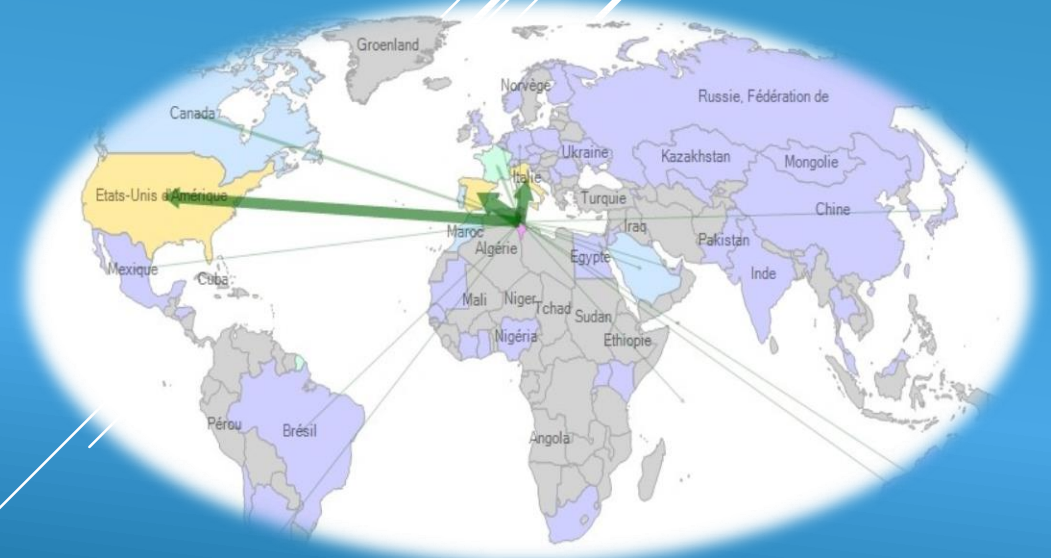 Groenland
Norvège
Russie, Fédération de
Canada
Ukraine
Kazakhstan
Mongolie
Italie
Etats-Unis d'Amérique
Turquie
Chine
Maroc
Iraq
Algérie
Pakistan
Egypte
Mexique
Inde
Cuba
Mali
Niger
Tchad
Sudan
Nigéria
Ethiopie
Pérou
Brésil
Angola